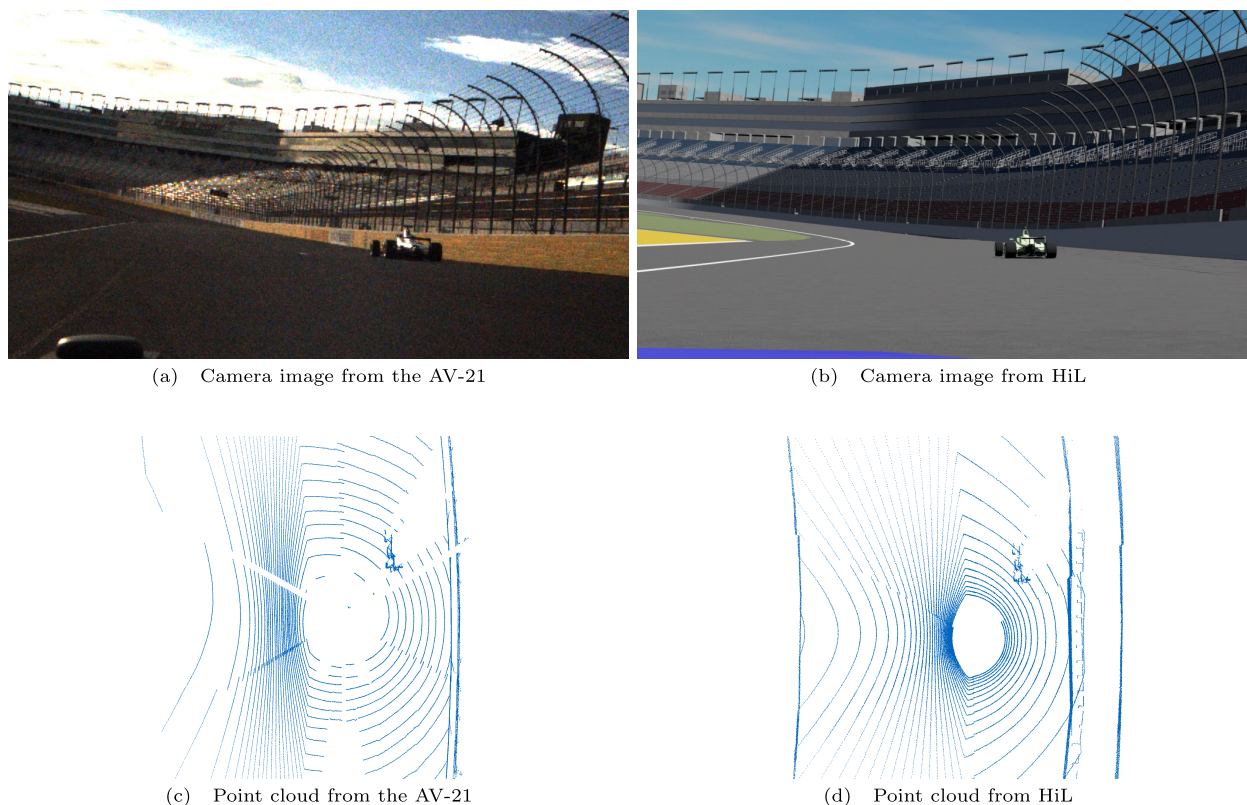 (a) Camera image from the AV-21
(b) Camera image from HiL
(c) Point cloud from the AV-21
(d) Point cloud from HiL